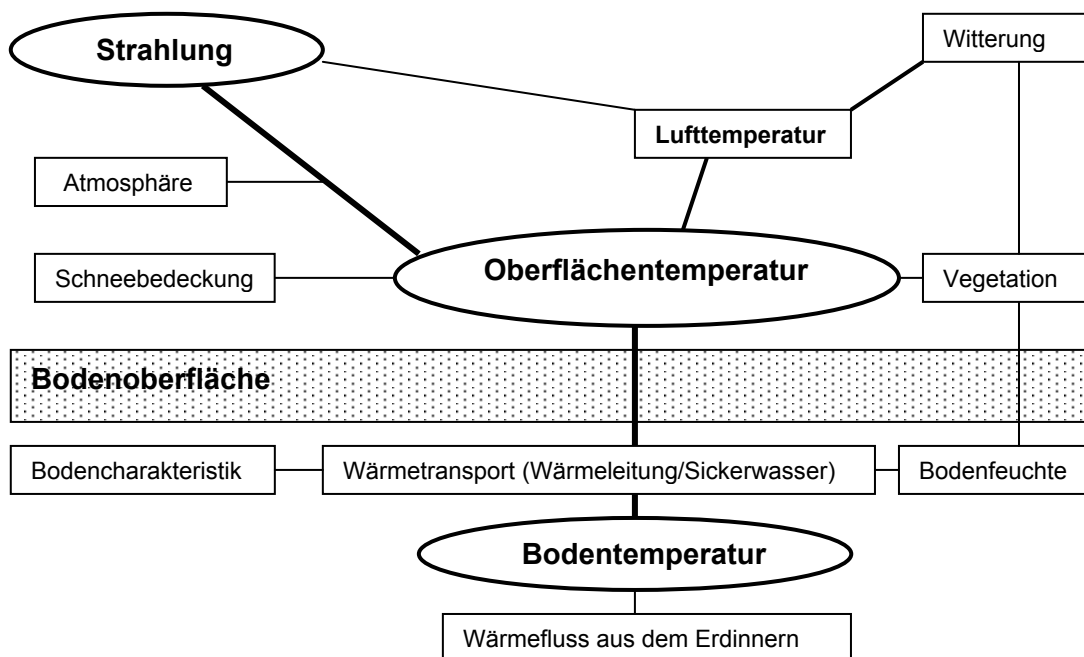 Strahlung
Witterung
Lufttemperatur
Atmosphäre
Oberflächentemperatur
Schneebedeckung
Vegetation
Bodenoberfläche
Bodencharakteristik
Wärmetransport (Wärmeleitung/Sickerwasser)
Bodenfeuchte
Bodentemperatur
Wärmefluss aus dem Erdinnern